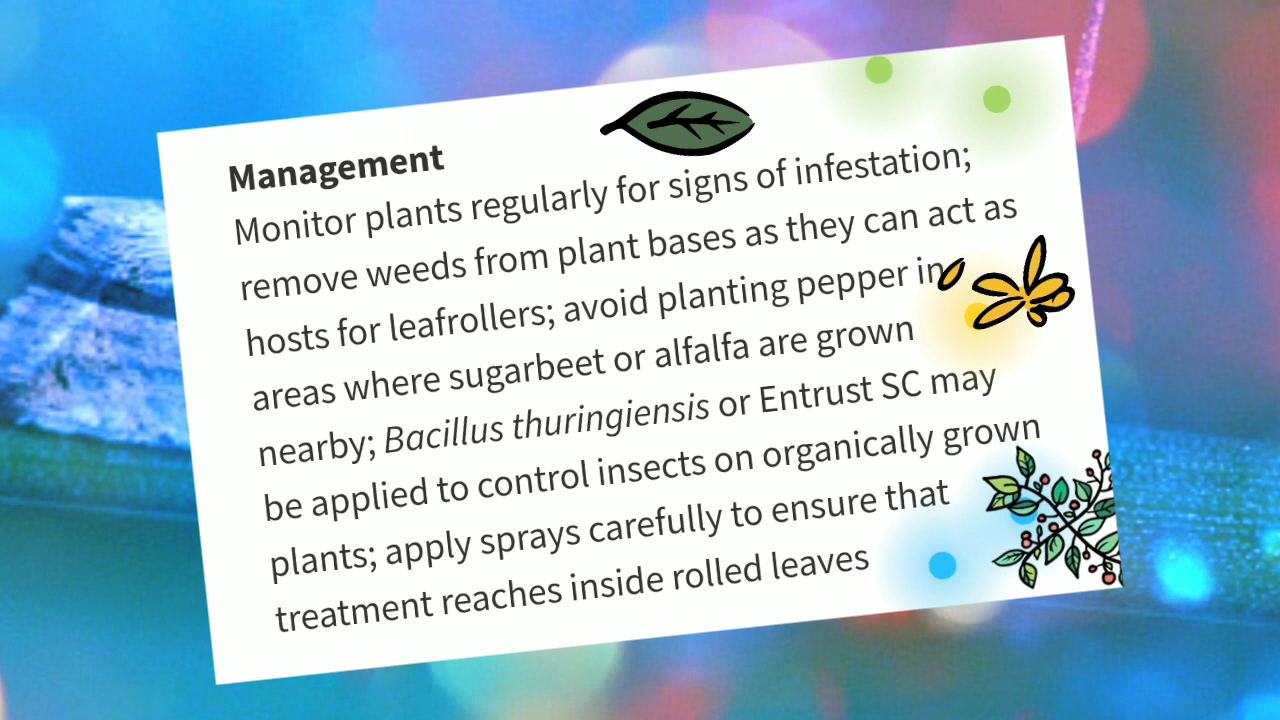 Management
Monitor plants regularly for signs of infestation;
remove weeds from plant bases as they can act as
hosts for leafrollers; avoid planting pepper in
areas where sugarbeet or alfalfa are grown
nearby; Bacillus thuringiensis or Entrust SC may
be applied to control insects on organically grown
plants; apply sprays carefully to ensure that
treatment reaches inside rolled leaves